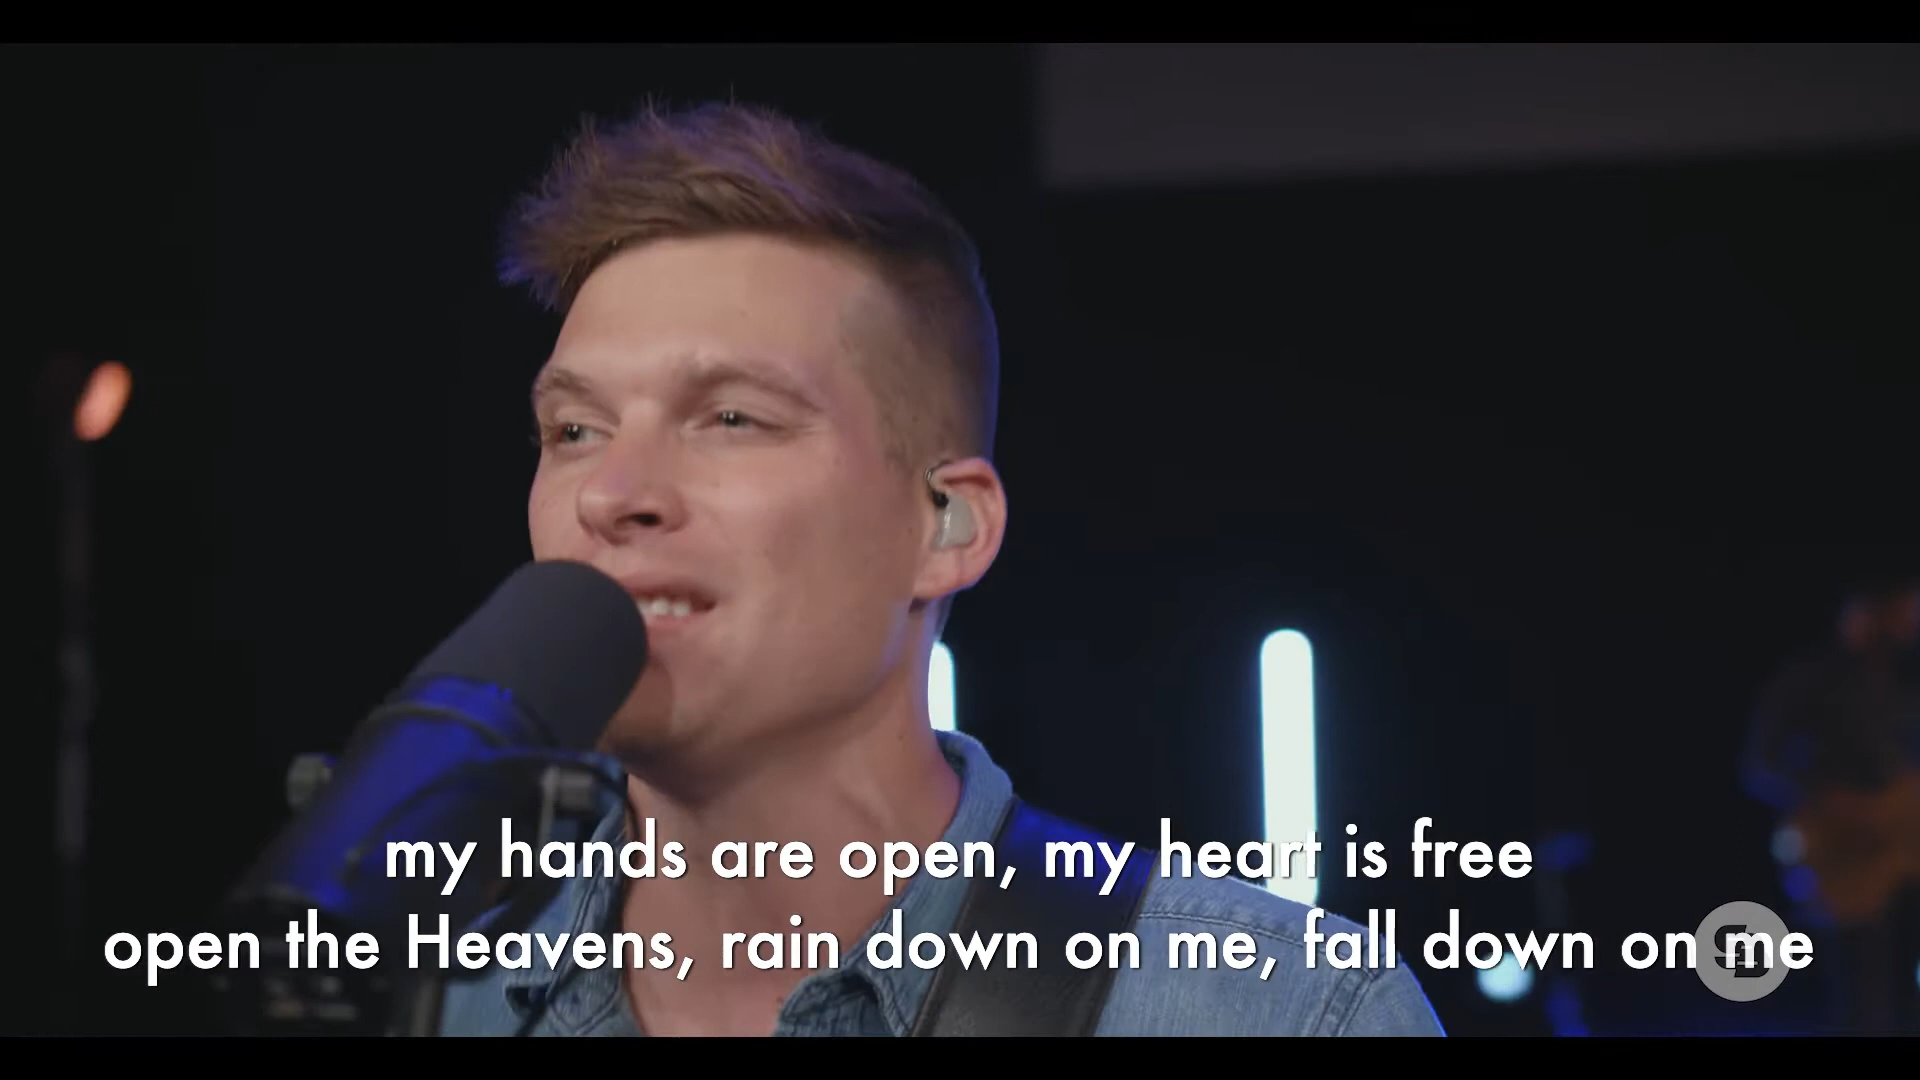 my hands are open, my heart is free
open the Heavens, rain down on me, fall down on me